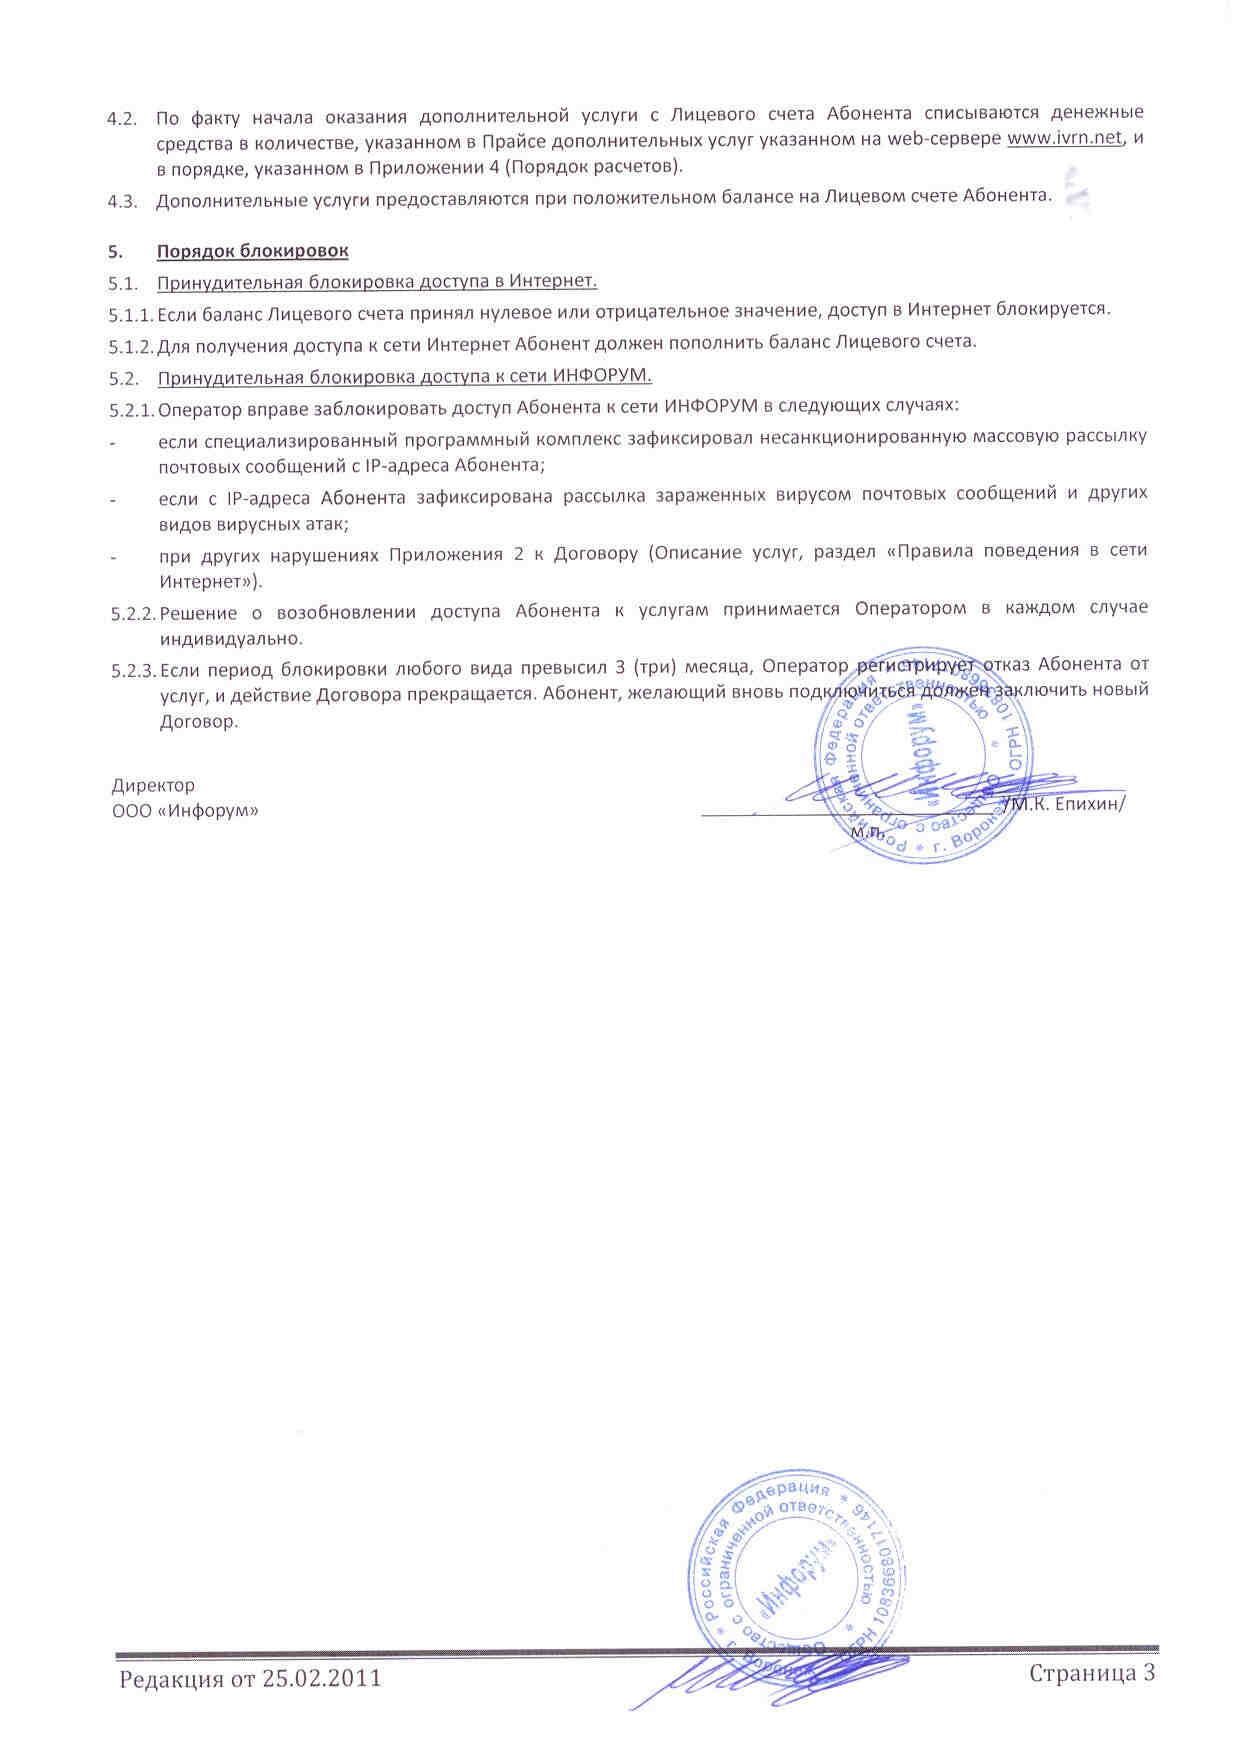 4.2. По факту начала оказания дополнительной услуги с Лицевого счета Абонента списываются денежные
средства в количестве, указанном в Прайсе дополнительных услуг указанном на web-сервере www.ivrn.net, и
в порядке, указанном в Приложении 4 (Порядок расчетов).
4.3. Дополнительные услуги предоставляются при положительном балансе на Лицевом счете Абонента.
5. Порядок блокировок
5.1. Принудительная блокировка доступа в Интернет.
5.1.1. Если баланс Лицевого счета принял нулевое или отрицательное значение, доступ в Интернет блокируется.
5.1.2. Для получения доступа к сети Интернет Абонент должен пополнить баланс Лицевого счета.
5.2. Принудительная блокировка доступа к сети ИНФОРУМ.
5.2.1. Оператор вправе заблокировать доступ Абонента к сети ИНФОРУМ в следующих случаях:
- если специализированный программный комплекс зафиксировал несанкционированную массовую рассылку
почтовых сообщений с IP-адреса Абонента;
- если с IP-адреса Абонента зафиксирована рассылка зараженных вирусом почтовых сообщений и других
видов вирусных атак;
- при других нарушениях Приложения 2 к Договору (Описание услуг, раздел «Правила поведения в сети
Интернет»).
5.2.2. Решение о возобновлении доступа Абонента к услугам принимается Оператором в каждом случае
индивидуально.
5.2.3. Если период блокировки любого вида превысил 3 (три) месяца, Оператор регистрирует отказ Абонента от
услуг, и действие Договора прекращается. Абонент, желающий вновь подключиться должен заключить новый
Договор.
Директор
ООО «Инфорум» /М.К. Епихин/
м.п.
* Российская Федерация * ОГРН 1083668017146 * г. Воронеж
Общество с ограниченной ответственностью *
«Инфорум»
* Российская Федерация * 1083668017146
Общество с ограниченной ответственностью *
«Инфорум»
Редакция от 25.02.2011 Страница 3